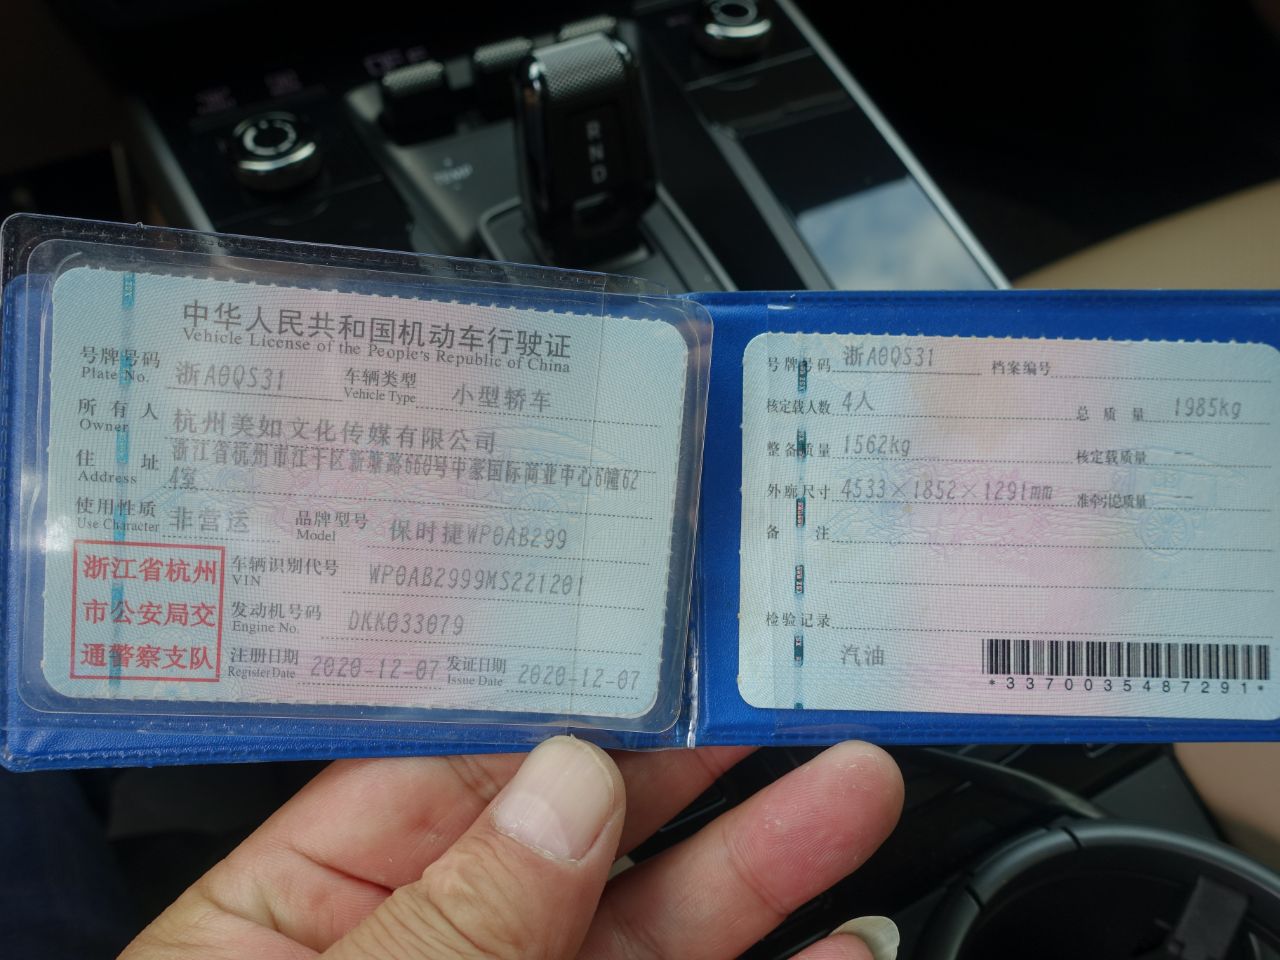 R
N
D
中华人民共和国机动车行驶证
Vehicle License of the People's Republic of China
号牌号码 浙A0QS31 车辆类型 小型轿车
Plate No. Vehicle Type
所有人 杭州美如文化传媒有限公司
Owner
住址 浙江省杭州市江干区新塘路660号中豪国际商业中心6幢62
Address 4室
使用性质 非营运 品牌型号 保时捷WP0AB299
Use Character Model
浙江省杭州
市公安局交
通警察支队
车辆识别代号 WP0AB2999MS221201
VIN
发动机号码 DKK033079
Engine No.
注册日期 2020-12-07 发证日期 2020-12-07
Register Date Issue Date
号牌号码 浙A0QS31 档案编号
核定载人数 4人 总质量 1985kg
整备质量 1562kg 核定载质量 --
外廓尺寸 4533×1852×1291mm 准牵引总质量 --
备注
检验记录
汽油
*3370035487291*